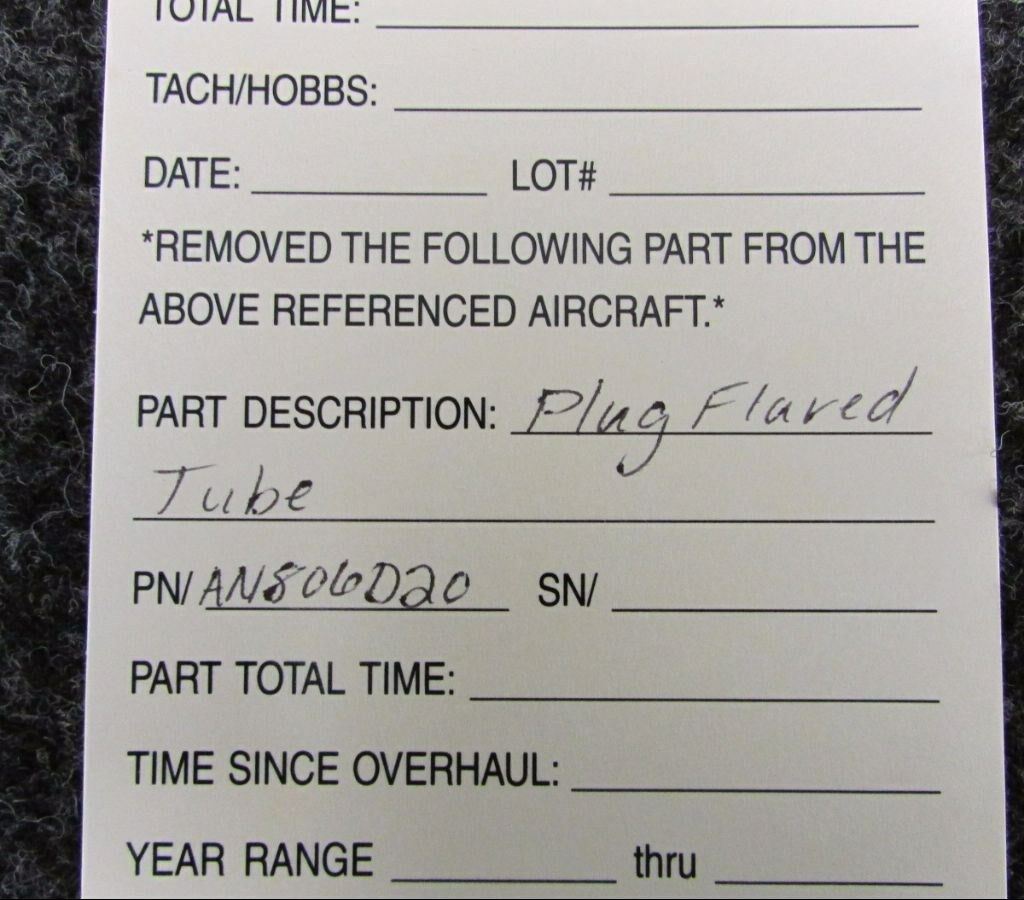 TOTAL TIME:
TACH/HOBBS:
DATE: LOT#
*REMOVED THE FOLLOWING PART FROM THE
ABOVE REFERENCED AIRCRAFT.*
PART DESCRIPTION: Plug Flared
Tube
PN/ AN806D20 SN/
PART TOTAL TIME:
TIME SINCE OVERHAUL:
YEAR RANGE thru